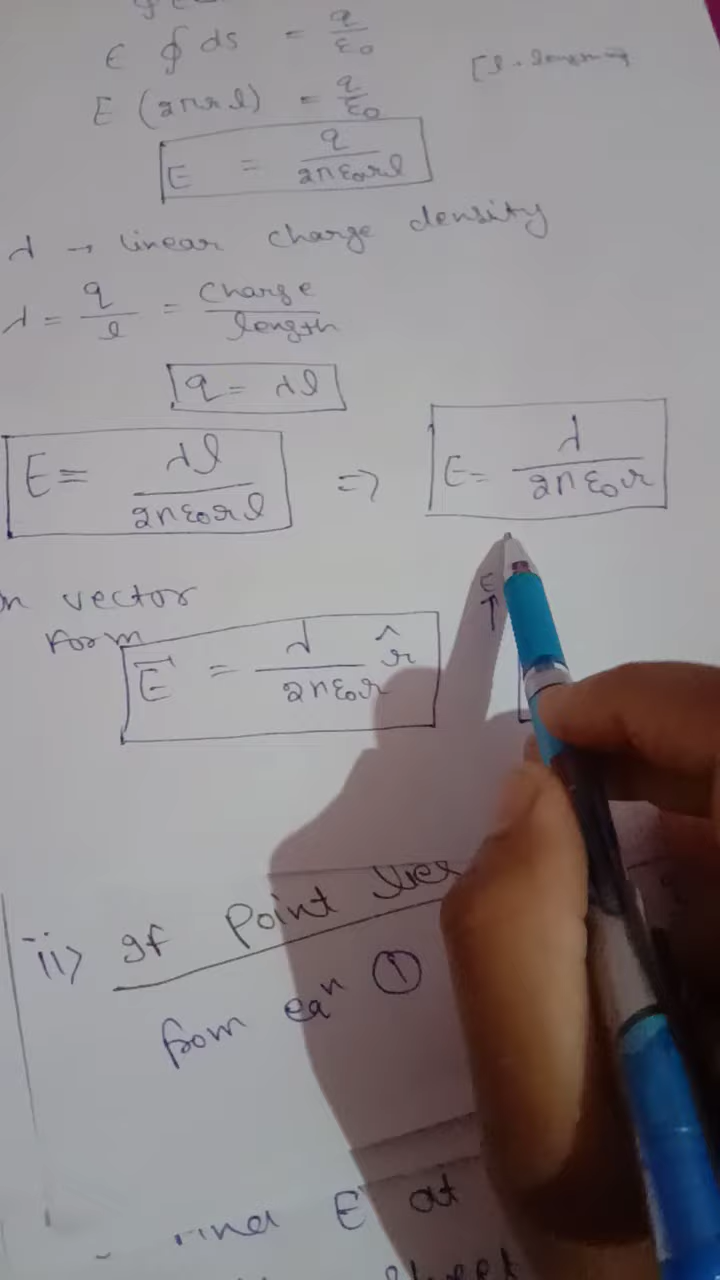 E ∮ ds = q/ε₀
E (2πrl) = q/ε₀
E = q/2πε₀rl
λ → linear charge density
λ = q/l = charge/length
q = λl
E = λl/2πε₀rl ⇒ E = λ/2πε₀r
vector
form
E⃗ = λ/2πε₀r r̂
E
↑
ii) If Point lies
from eqⁿ ①
E at